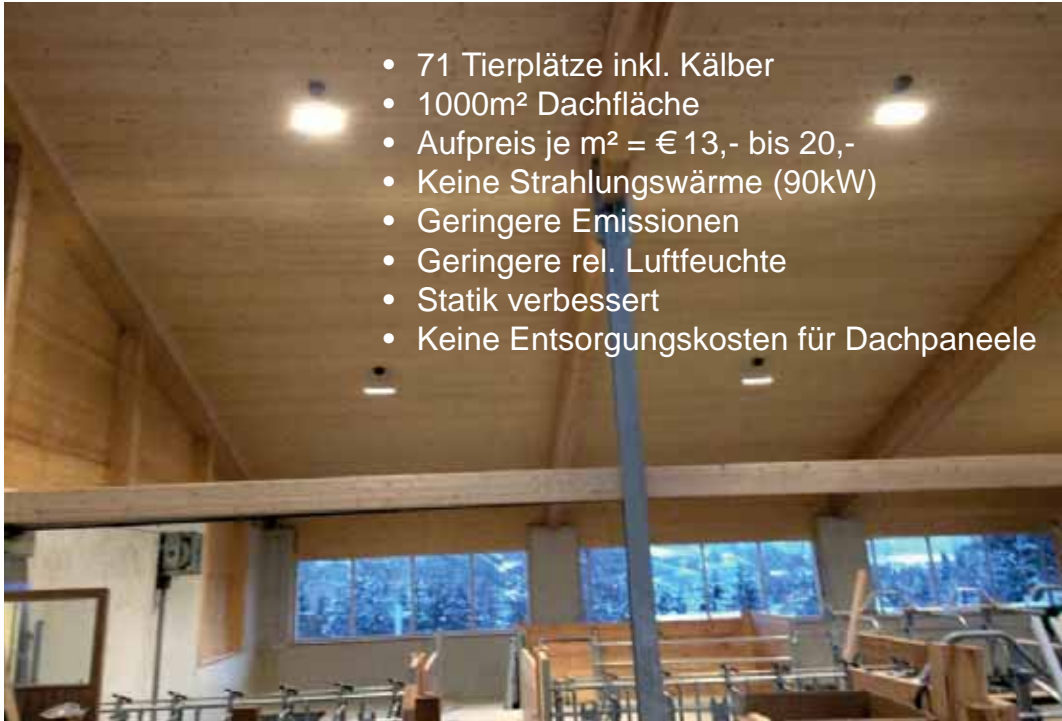 • 71 Tierplätze inkl. Kälber
• 1000m² Dachfläche
• Aufpreis je m² = € 13,- bis 20,-
• Keine Strahlungswärme (90kW)
• Geringere Emissionen
• Geringere rel. Luftfeuchte
• Statik verbessert
• Keine Entsorgungskosten für Dachpaneele